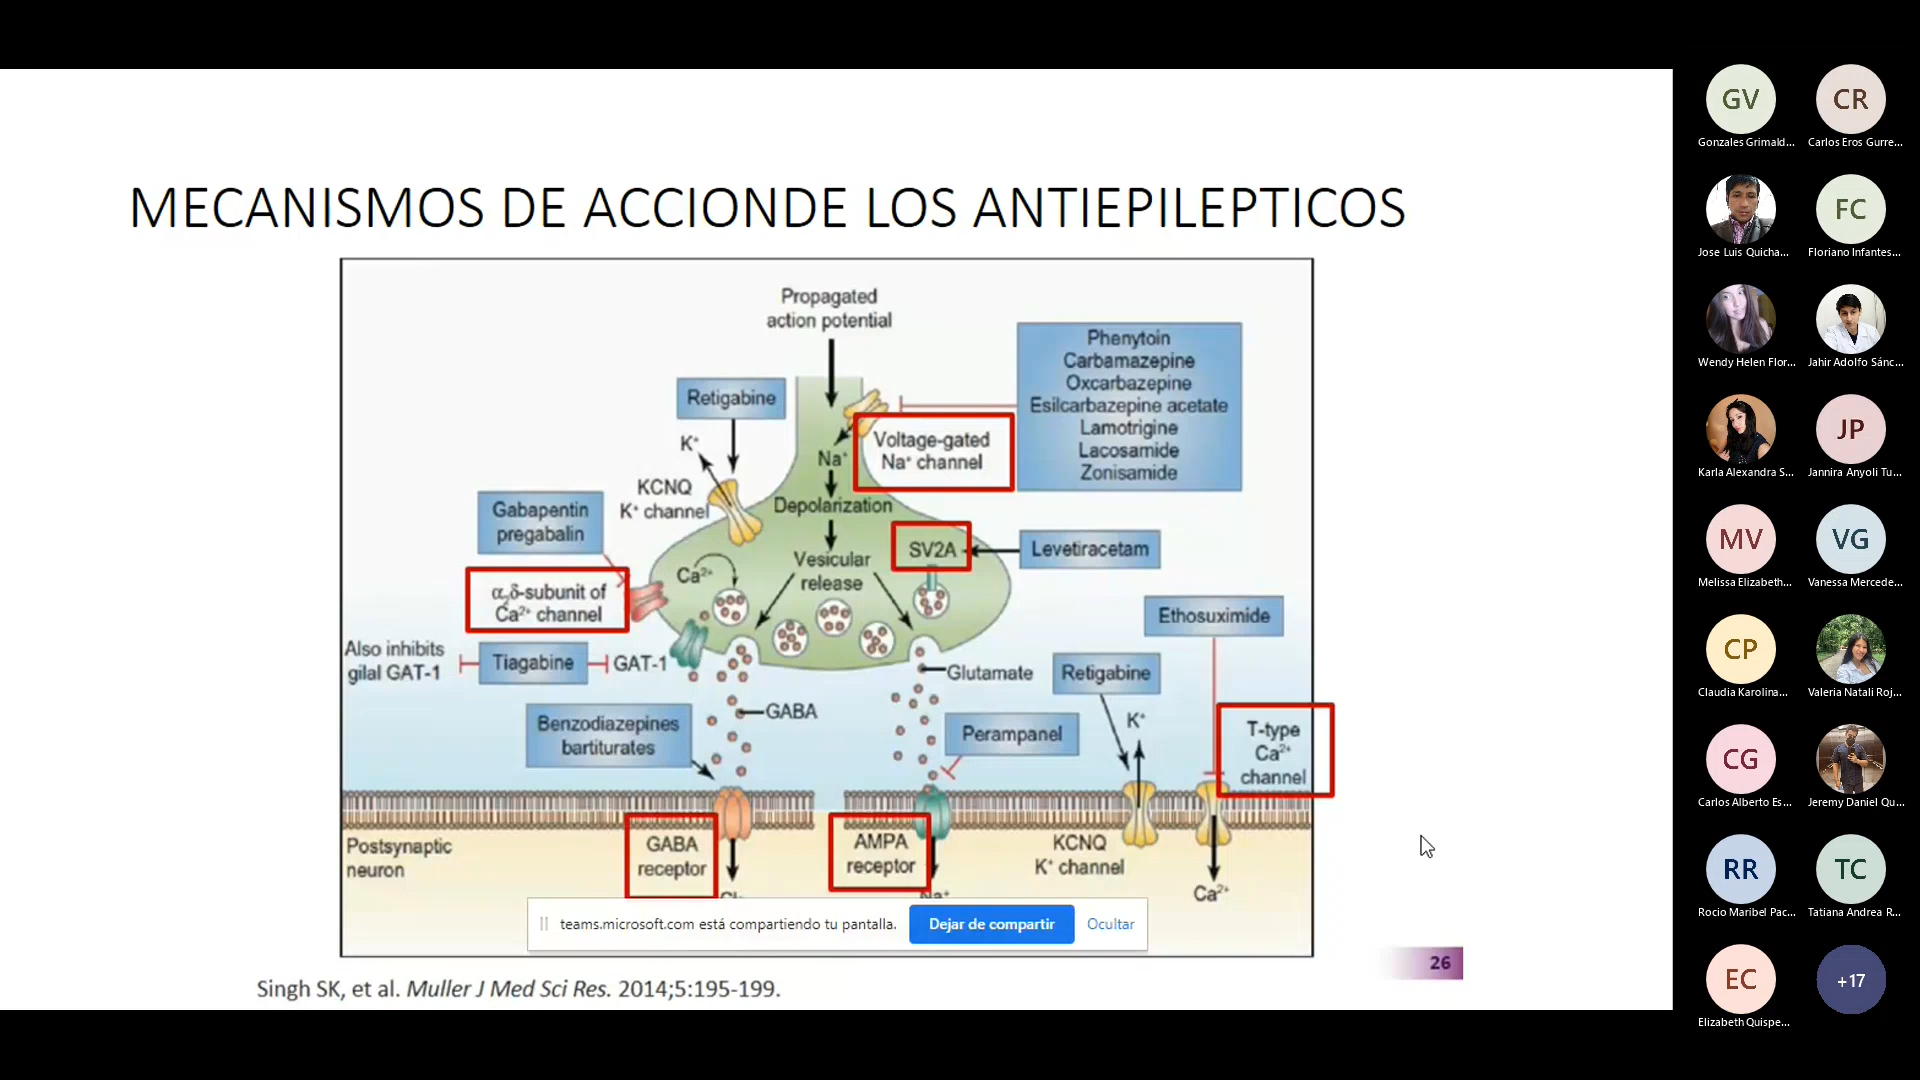 MECANISMOS DE ACCIONDE LOS ANTIEPILEPTICOS
Propagated
action potential
Phenytoin
Carbamazepine
Oxcarbazepine
Esilcarbazepine acetate
Lamotrigine
Lacosamide
Zonisamide
Retigabine
K⁺
Voltage-gated
Na⁺ channel
Na⁺
KCNQ
K⁺ channel
Depolarization
Gabapentin
pregabalin
SV2A
Levetiracetam
Vesicular
release
Ca²⁺
α₂δ-subunit of
Ca²⁺ channel
Ethosuximide
Also inhibits
gilal GAT-1
Tiagabine
GAT-1
Glutamate
Retigabine
GABA
K⁺
Benzodiazepines
bartiturates
Perampanel
T-type
Ca²⁺
channel
Postsynaptic
neuron
GABA
receptor
AMPA
receptor
KCNQ
K⁺ channel
Na⁺
Ca²⁺
teams.microsoft.com está compartiendo tu pantalla.
Dejar de compartir
Ocultar
26
Singh SK, et al. Muller J Med Sci Res. 2014;5:195-199.
GV
CR
Gonzales Grimald...
Carlos Eros Gurre...
FC
Jose Luis Quicha...
Floriano Infantes...
Wendy Helen Flor...
Jahir Adolfo Sánc...
JP
Karla Alexandra S...
Jannira Anyoli Tu...
MV
VG
Melissa Elizabeth...
Vanessa Mercede...
CP
Claudia Karolina...
Valeria Natali Roj...
CG
Carlos Alberto Es...
Jeremy Daniel Qu...
RR
TC
Rocio Maribel Pac...
Tatiana Andrea R...
EC
+17
Elizabeth Quispe...